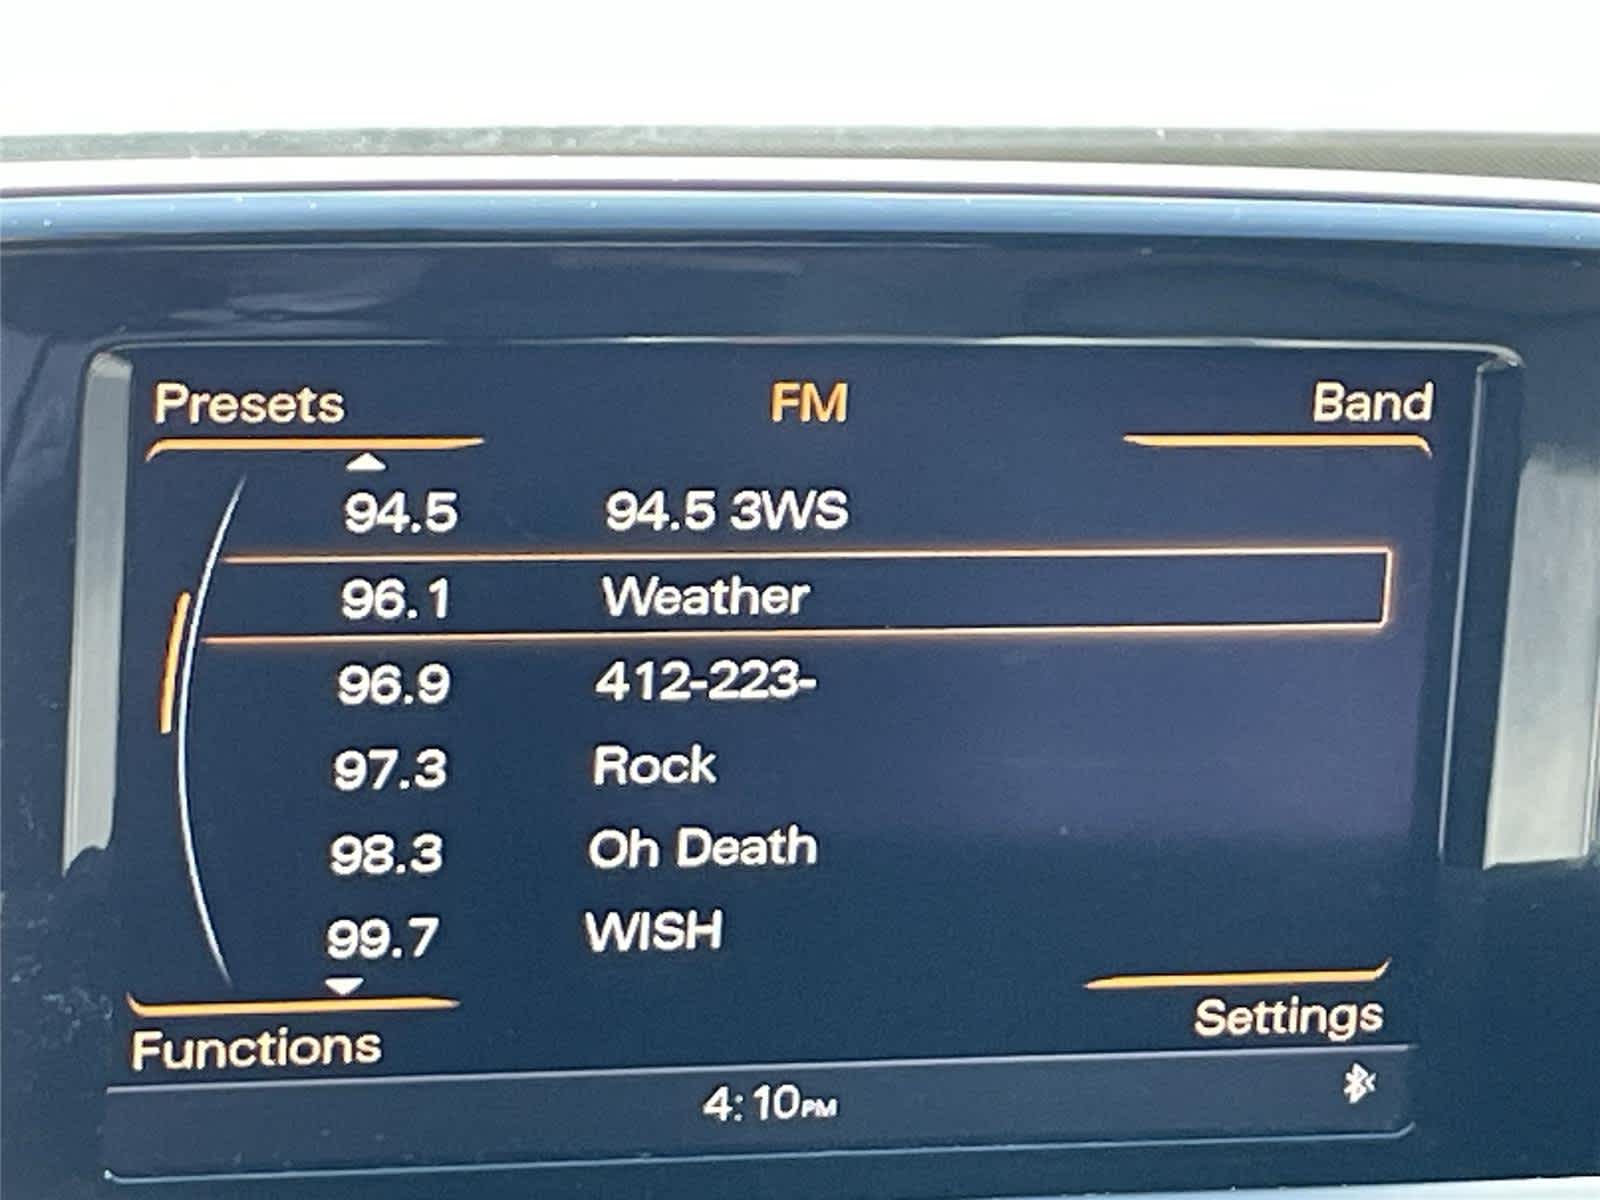 Presets FM Band
94.5 94.5 3WS
96.1 Weather
96.9 412-223-
97.3 Rock
98.3 Oh Death
99.7 WISH
Functions Settings
4:10PM